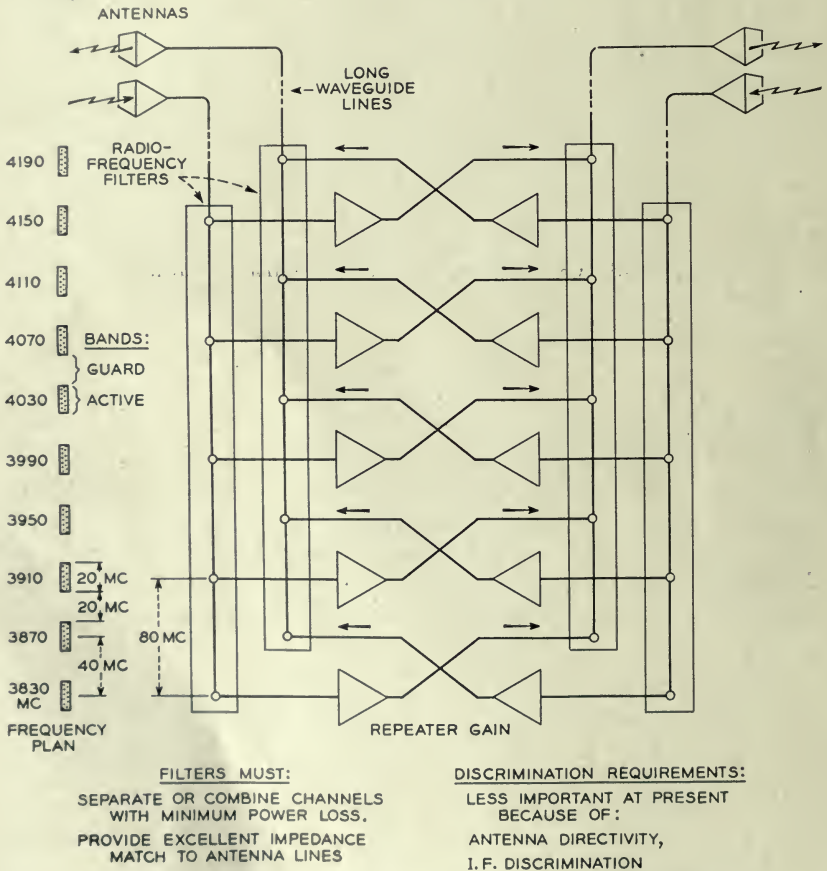 ANTENNAS
LONG
WAVEGUIDE
LINES
RADIO-
FREQUENCY
FILTERS
4190
4150
4110
4070
BANDS:
GUARD
4030
ACTIVE
3990
3950
3910
20 MC
20 MC
3870
80 MC
40 MC
3830
MC
FREQUENCY
PLAN
REPEATER GAIN
FILTERS MUST:
SEPARATE OR COMBINE CHANNELS
WITH MINIMUM POWER LOSS.
PROVIDE EXCELLENT IMPEDANCE
MATCH TO ANTENNA LINES
DISCRIMINATION REQUIREMENTS:
LESS IMPORTANT AT PRESENT
BECAUSE OF:
ANTENNA DIRECTIVITY,
I.F. DISCRIMINATION